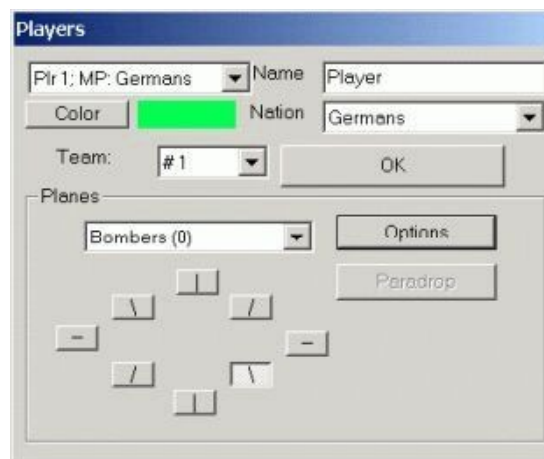 Players
Plr 1; MP: Germans Name Player
Color Nation Germans
Team: #1 OK
Planes
Bombers (0) Options
|
\ / Paradrop
– –
/ \
|